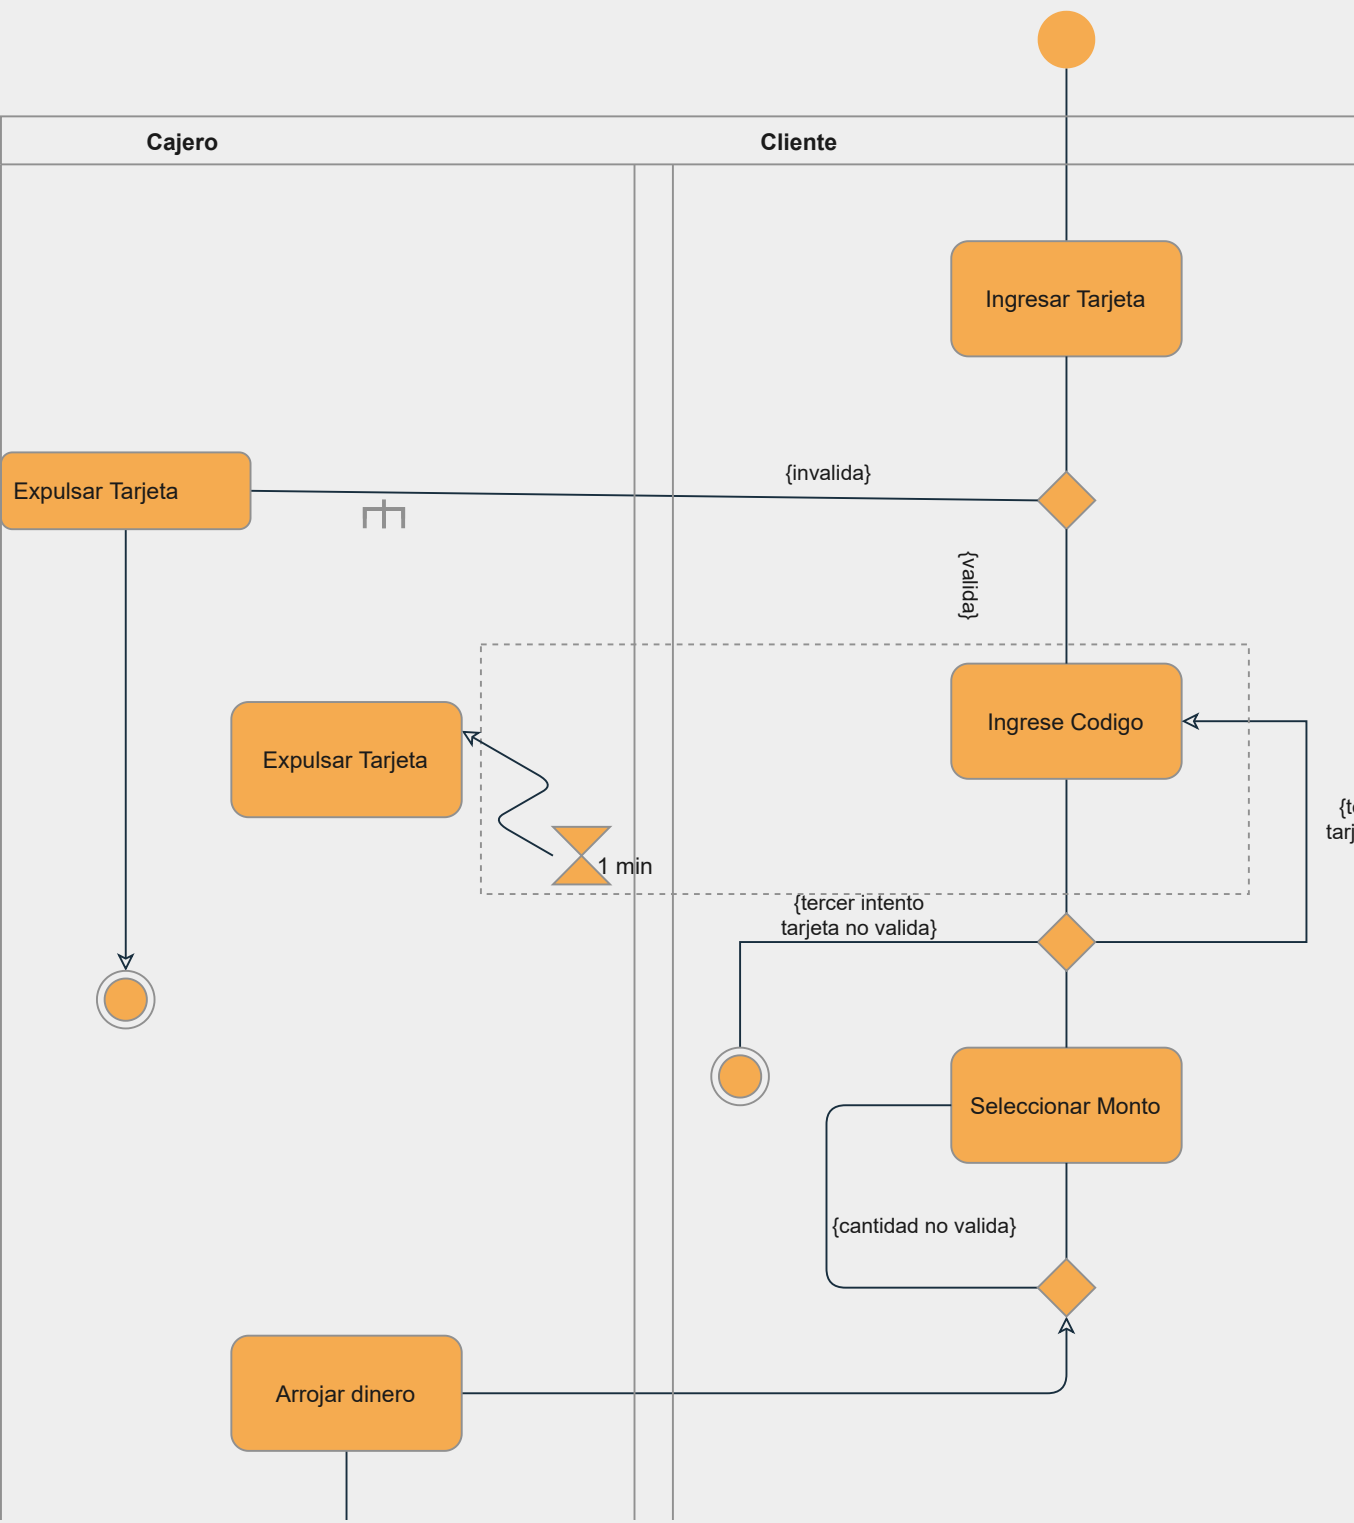 Cajero
Cliente
Ingresar Tarjeta
{invalida}
Expulsar Tarjeta
{valida}
Ingrese Codigo
Expulsar Tarjeta
1 min
{tercer intento
tarjeta no valida}
Seleccionar Monto
{cantidad no valida}
Arrojar dinero